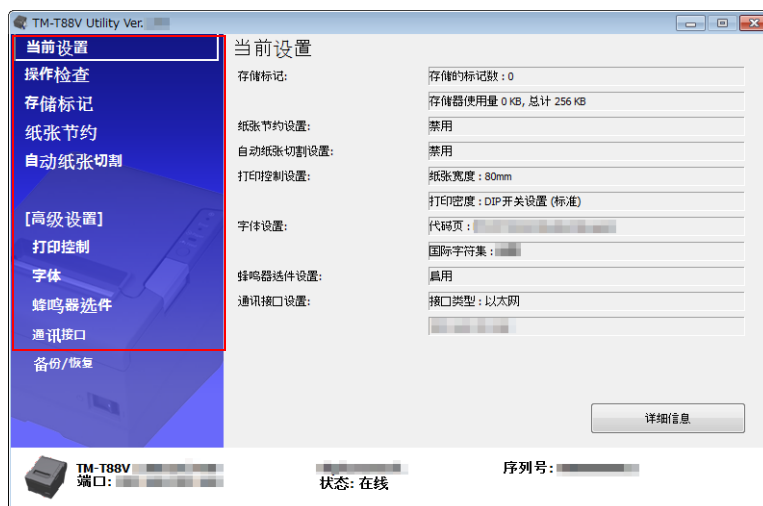 TM-T88V Utility Ver.
当前设置
操作检查
存储标记
纸张节约
自动纸张切割
[高级设置]
打印控制
字体
蜂鸣器选件
通讯接口
备份/恢复
当前设置
存储标记: 存储的标记数 : 0
存储器使用量 0 KB, 总计 256 KB
纸张节约设置: 禁用
自动纸张切割设置: 禁用
打印控制设置: 纸张宽度 : 80mm
打印密度 : DIP开关设置 (标准)
字体设置: 代码页 :
国际字符集 :
蜂鸣器选件设置: 启用
通讯接口设置: 接口类型 : 以太网
详细信息
TM-T88V
端口:
状态: 在线
序列号: